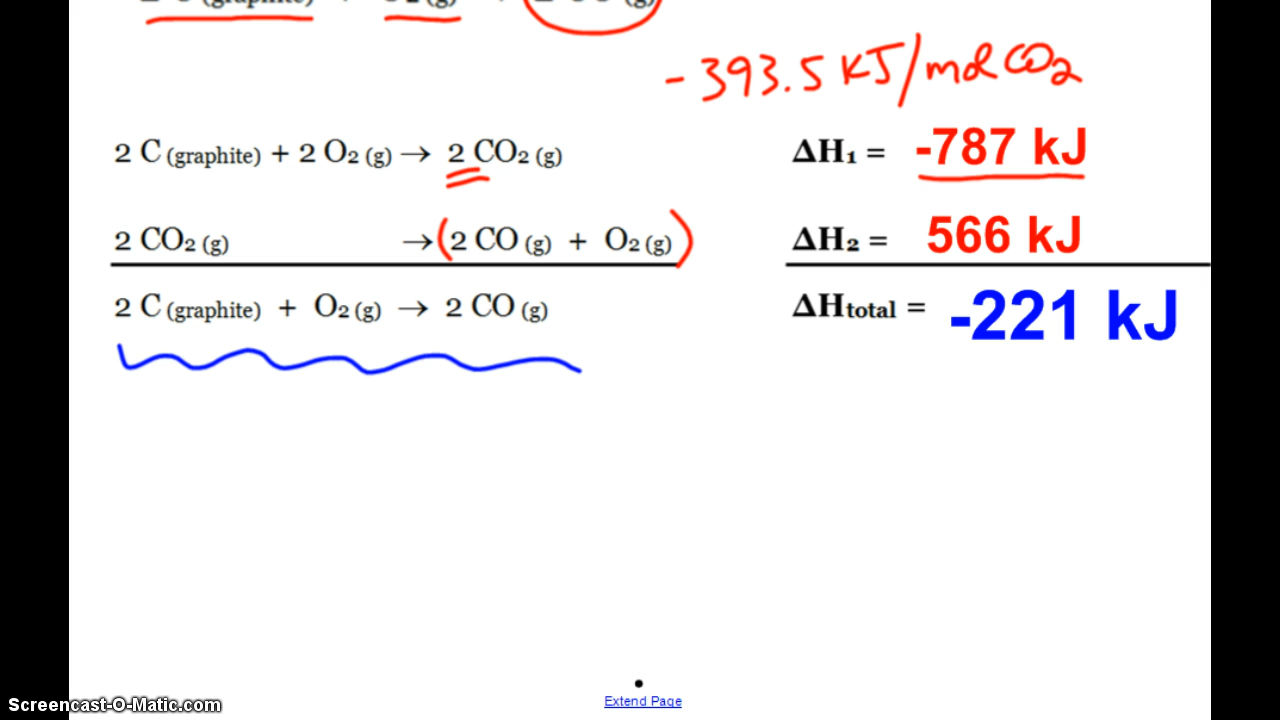 -393.5 KJ/mol CO₂
2 C (graphite) + 2 O₂ (g) → 2 CO₂ (g) ΔH₁ = -787 kJ
2 CO₂ (g) → (2 CO (g) + O₂ (g)) ΔH₂ = 566 kJ
2 C (graphite) + O₂ (g) → 2 CO (g) ΔHtotal = -221 kJ
Extend Page
Screencast-O-Matic.com